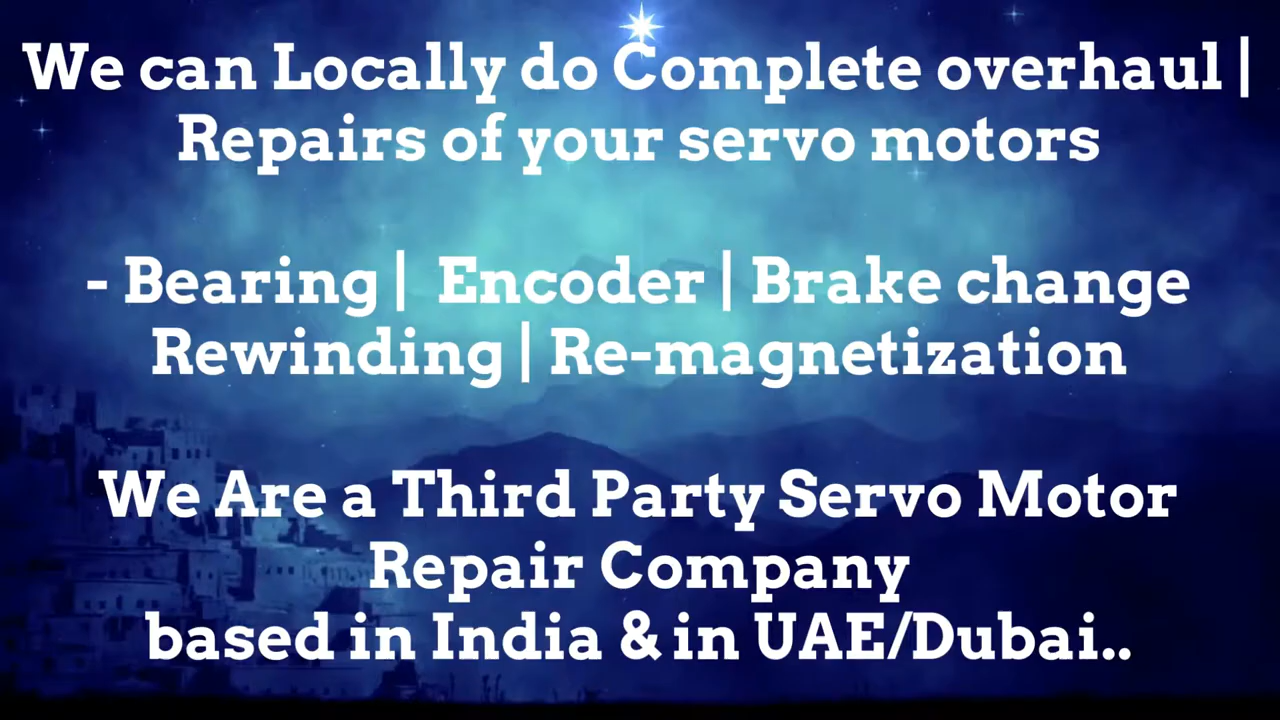 We can Locally do Complete overhaul |
Repairs of your servo motors
- Bearing | Encoder | Brake change
Rewinding | Re-magnetization
We Are a Third Party Servo Motor
Repair Company
based in India & in UAE/Dubai..